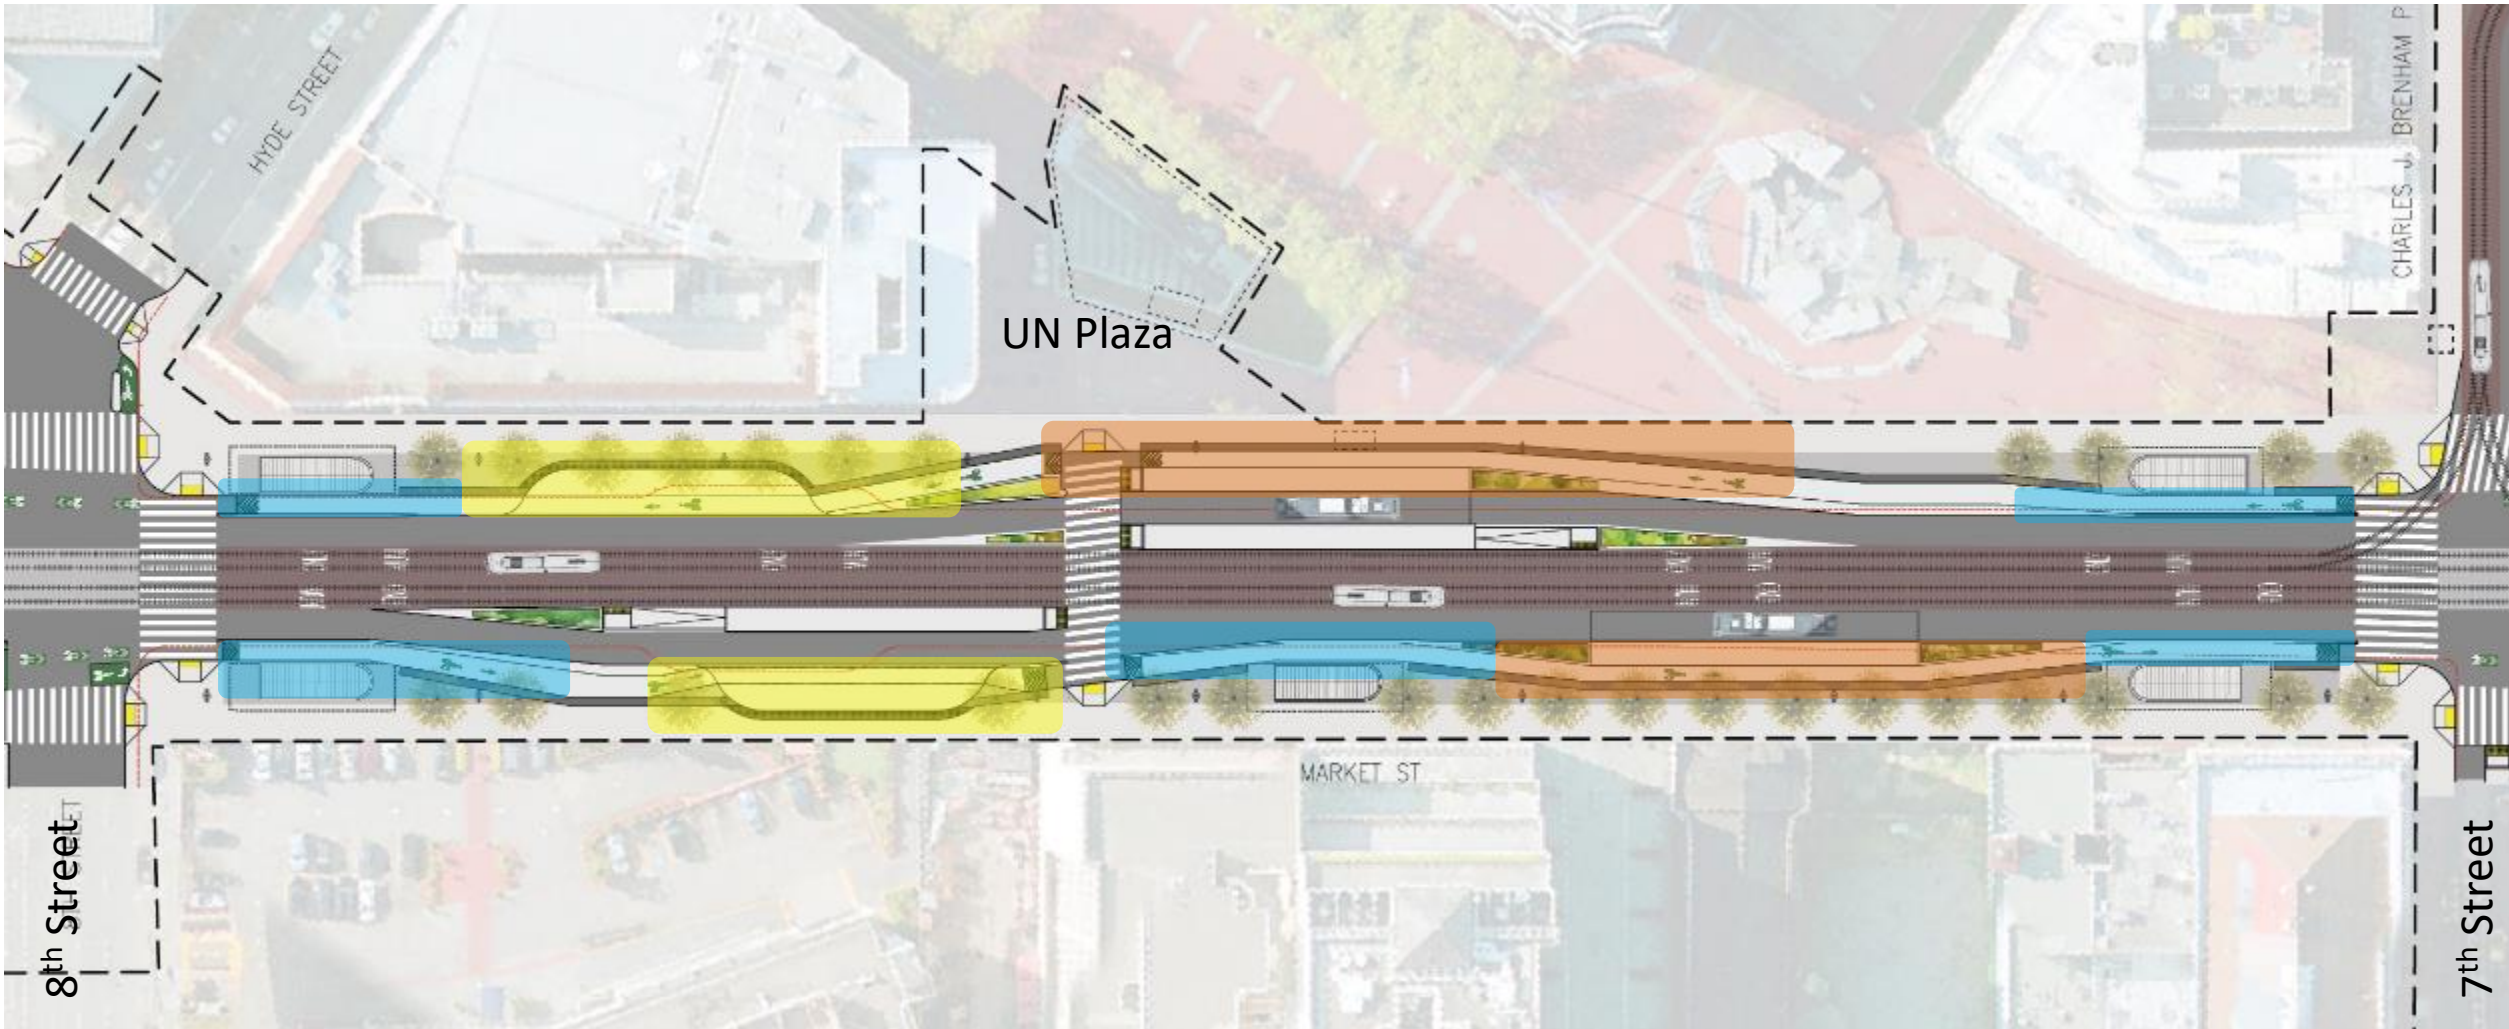 HYDE STREET
CHARLES J. BRENHAM P
UN Plaza
MARKET ST
8th Street
7th Street